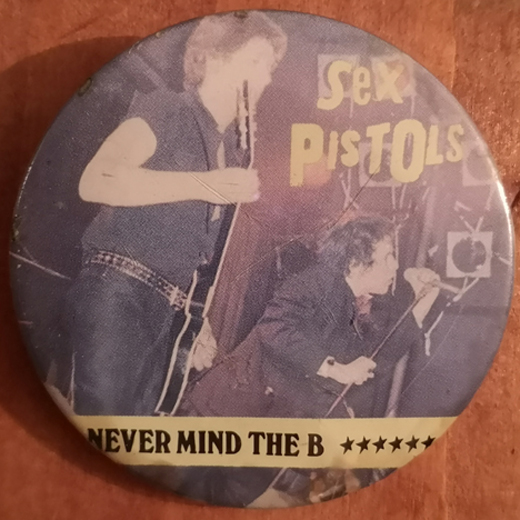 Sex
PISTOLS
NEVER MIND THE B ★★★★★★